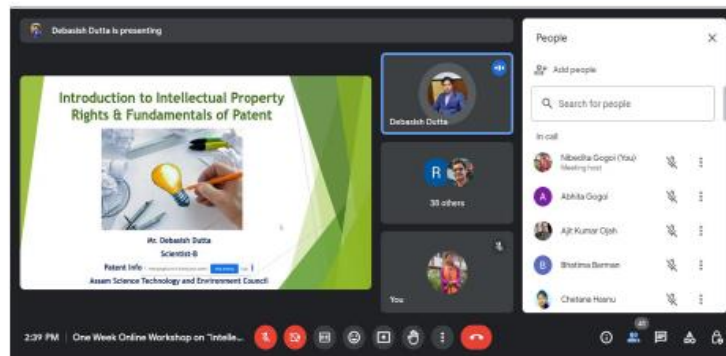 Debasish Dutta is presenting
Introduction to Intellectual Property
Rights & Fundamentals of Patent
Mr. Debasish Dutta
Scientist-B
Patent Info
Assam Science Technology and Environment Council
Debasish Dutta
R
38 others
You
People
Add people
Search for people
In call
Nibedita Gogoi (You)
Meeting host
A
Abhita Gogoi
Ajit Kumar Ojah
B
Bhotima Barman
Chetana Hasnu
2:39 PM | One Week Online Workshop on "Intelle...
40